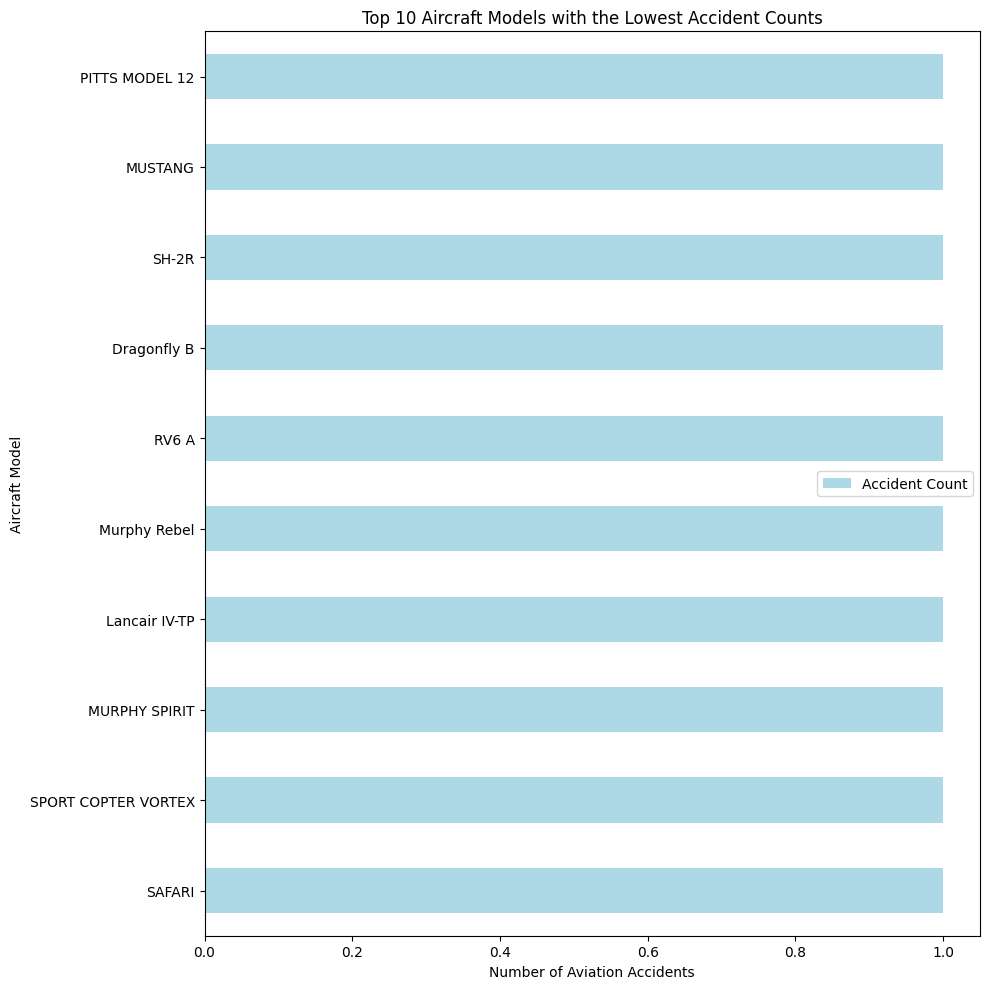 Top 10 Aircraft Models with the Lowest Accident Counts
PITTS MODEL 12
MUSTANG
SH-2R
Dragonfly B
RV6 A
Murphy Rebel
Lancair IV-TP
MURPHY SPIRIT
SPORT COPTER VORTEX
SAFARI
Aircraft Model
Accident Count
0.0 0.2 0.4 0.6 0.8 1.0
Number of Aviation Accidents